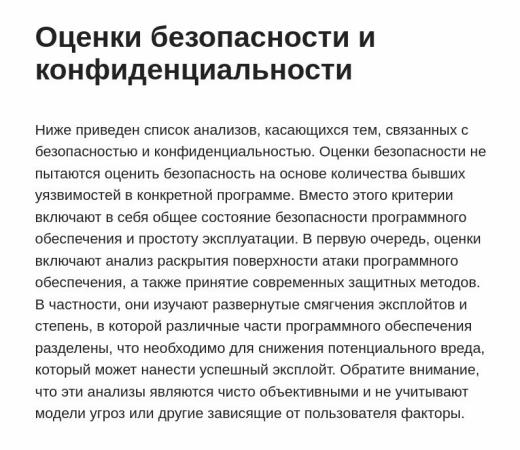 Оценки безопасности и
конфиденциальности
Ниже приведен список анализов, касающихся тем, связанных с
безопасностью и конфиденциальностью. Оценки безопасности не
пытаются оценить безопасность на основе количества бывших
уязвимостей в конкретной программе. Вместо этого критерии
включают в себя общее состояние безопасности программного
обеспечения и простоту эксплуатации. В первую очередь, оценки
включают анализ раскрытия поверхности атаки программного
обеспечения, а также принятие современных защитных методов.
В частности, они изучают развернутые смягчения эксплойтов и
степень, в которой различные части программного обеспечения
разделены, что необходимо для снижения потенциального вреда,
который может нанести успешный эксплойт. Обратите внимание,
что эти анализы являются чисто объективными и не учитывают
модели угроз или другие зависящие от пользователя факторы.